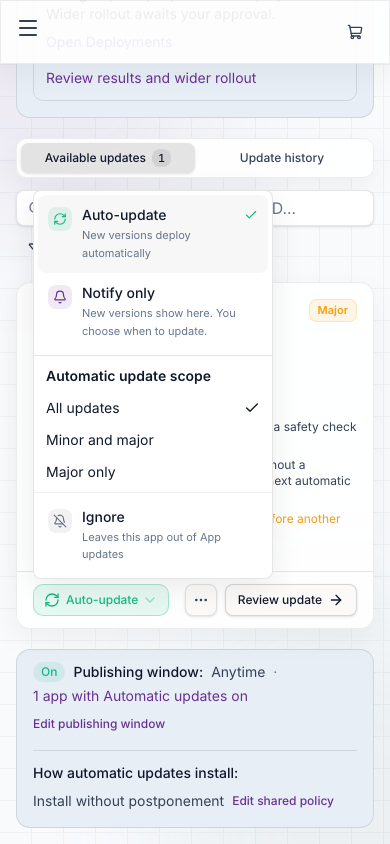 Wider rollout awaits your approval.
Open Deployments
Review results and wider rollout
Available updates 1
Update history
D...
Auto-update
New versions deploy
automatically
Major
Notify only
New versions show here. You
choose when to update.
Automatic update scope
All updates
a safety check
Minor and major
Major only
ext automatic
Ignore
Leaves this app out of App
updates
another
Auto-update
Review update
On Publishing window: Anytime ·
1 app with Automatic updates on
Edit publishing window
How automatic updates install:
Install without postponement Edit shared policy